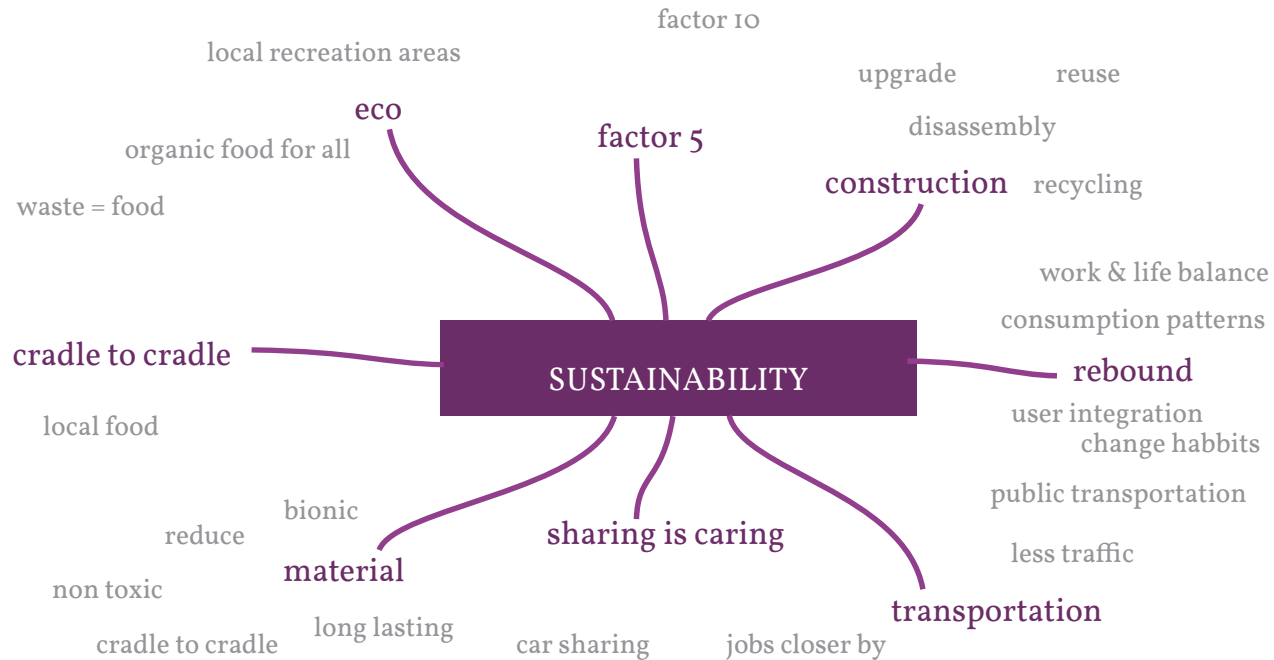 factor 10
local recreation areas
upgrade
reuse
eco
disassembly
factor 5
organic food for all
construction
recycling
waste = food
work & life balance
consumption patterns
cradle to cradle
SUSTAINABILITY
rebound
user integration
local food
change habbits
public transportation
bionic
reduce
sharing is caring
less traffic
material
non toxic
transportation
long lasting
cradle to cradle
car sharing
jobs closer by